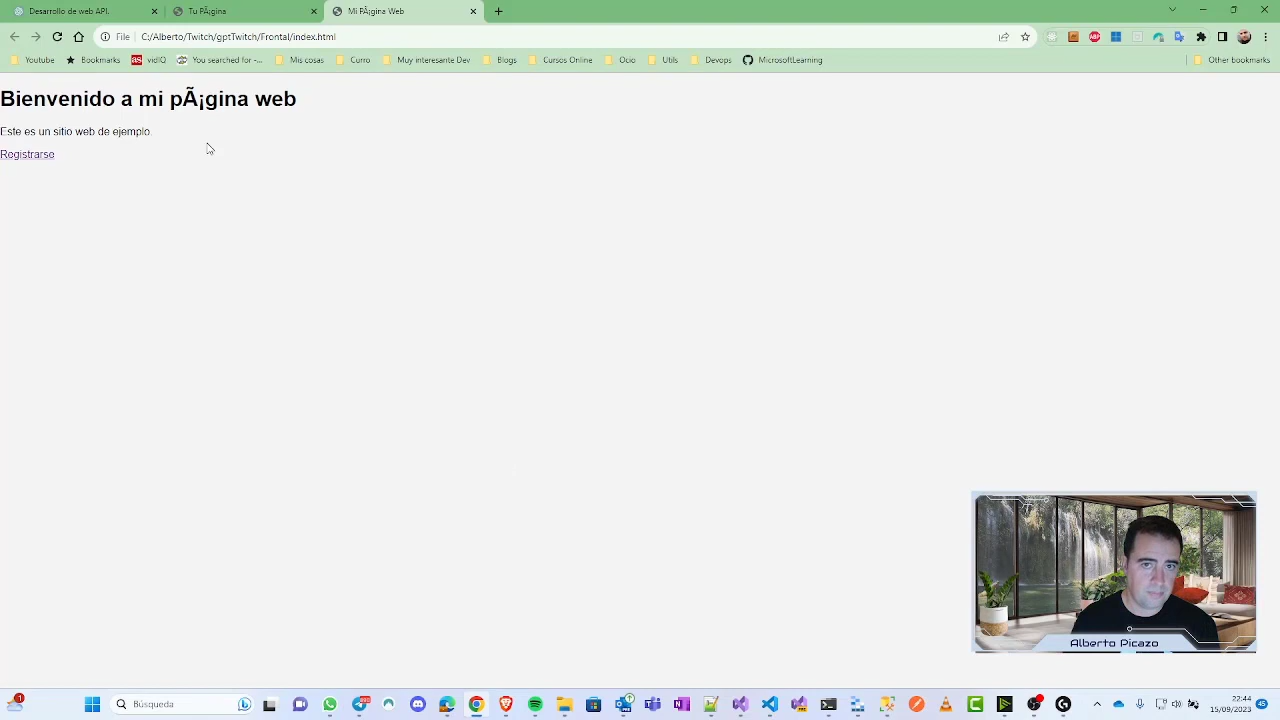 Desarrollo de web API.
Tu PÃ¡gina
Mi PÃ¡gina Web
File
C:/Alberto/Twitch/gptTwitch/Frontal/index.html
Youtube
Bookmarks
vidIQ
You searched for -...
Mis cosas
Curro
Muy interesante Dev
Blogs
Cursos Online
Ocio
Utils
Devops
MicrosoftLearning
Other bookmarks
Bienvenido a mi pÃ¡gina web
Este es un sitio web de ejemplo.
Registrarse
Alberto Picazo
1
Búsqueda
22:44
15/09/2023